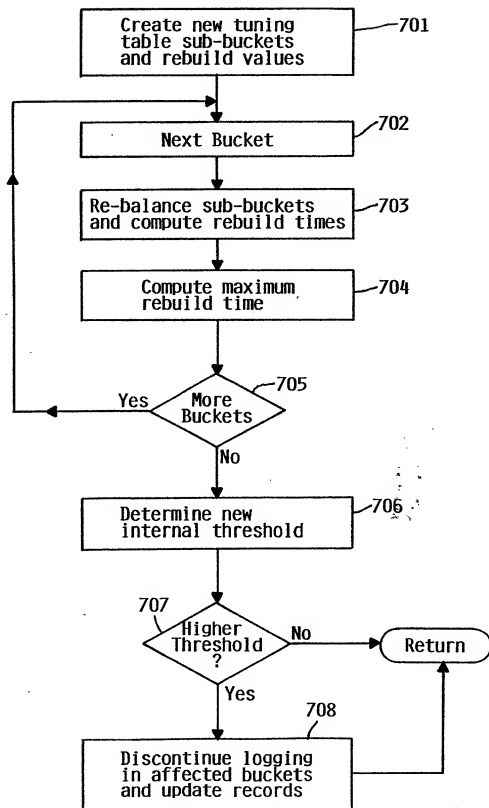 Create new tuning
table sub-buckets
and rebuild values
701
Next Bucket
702
Re-balance sub-buckets
and compute rebuild times
703
Compute maximum
rebuild time
704
More
Buckets
705
Yes
No
Determine new
internal threshold
706
707
Higher
Threshold
?
No
Return
Yes
708
Discontinue logging
in affected buckets
and update records